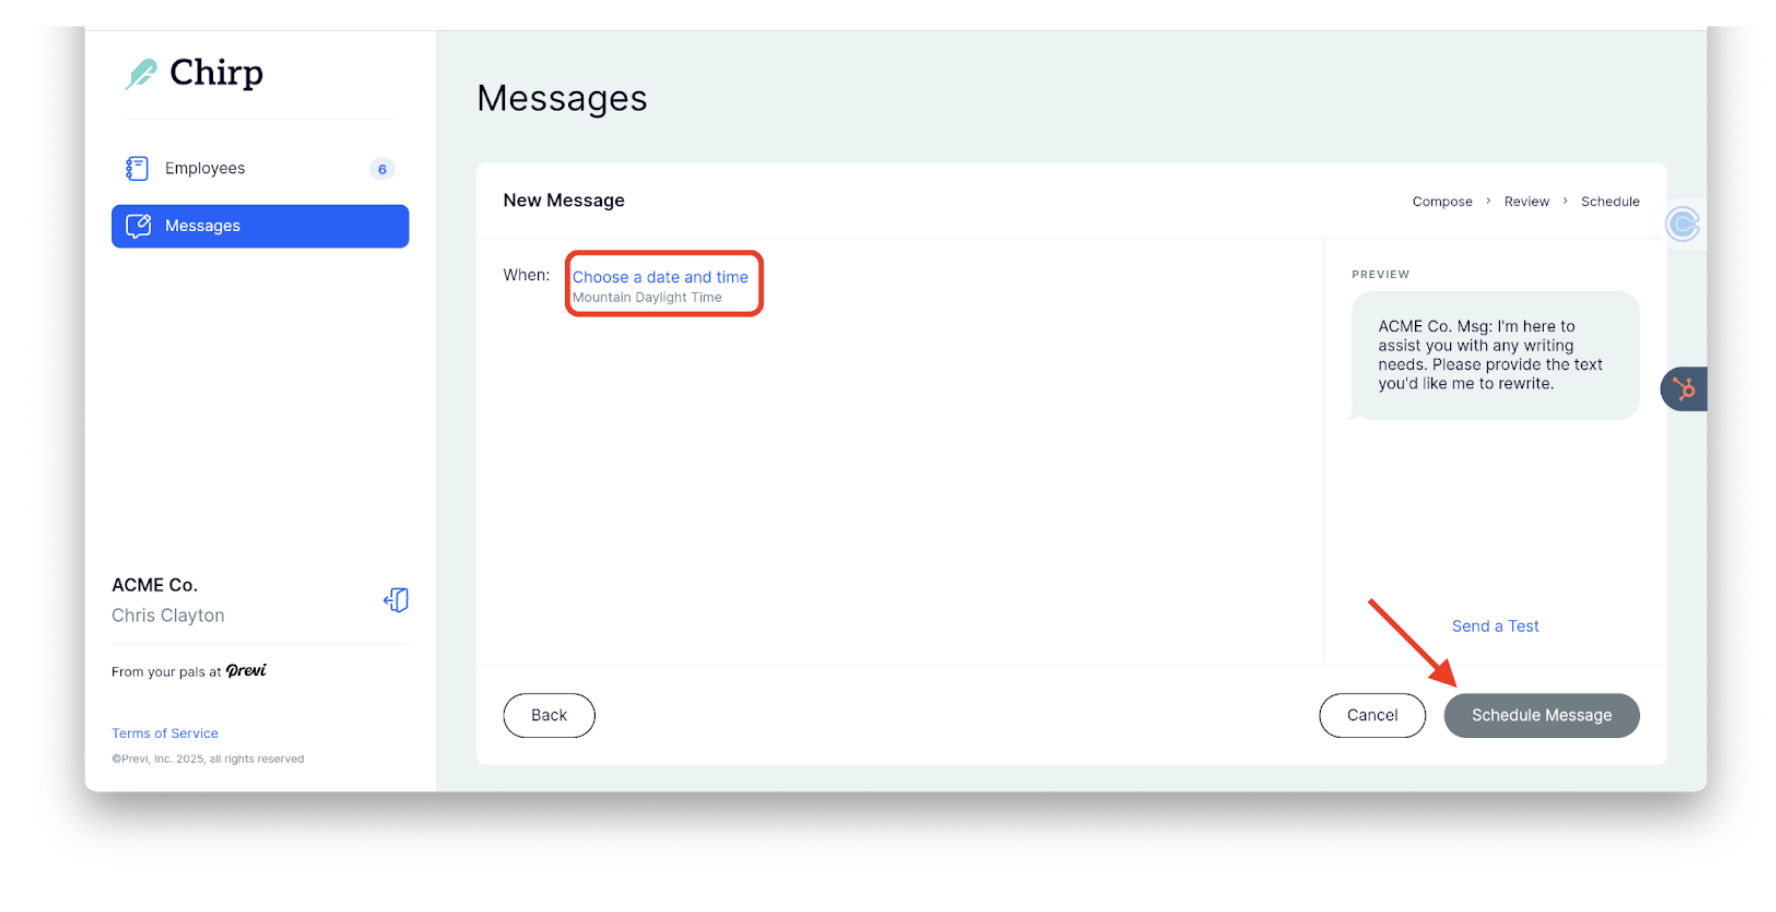 Chirp
Employees
6
Messages
ACME Co.
Chris Clayton
From your pals at Previ
Terms of Service
©Previ, Inc. 2025, all rights reserved
Messages
New Message
Compose > Review > Schedule
When:
Choose a date and time
Mountain Daylight Time
PREVIEW
ACME Co. Msg: I'm here to
assist you with any writing
needs. Please provide the text
you'd like me to rewrite.
Send a Test
Back
Cancel
Schedule Message